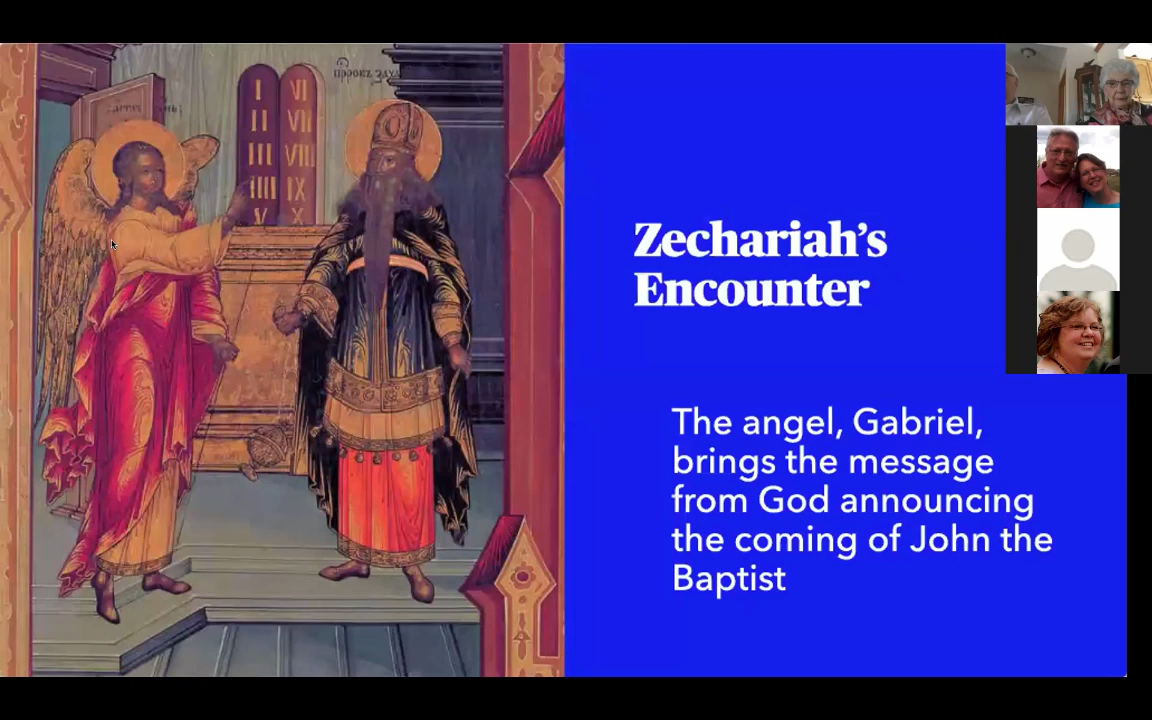 I VI
II VII
III VIII
IIII IX
V X
Zechariah’s
Encounter
The angel, Gabriel,
brings the message
from God announcing
the coming of John the
Baptist